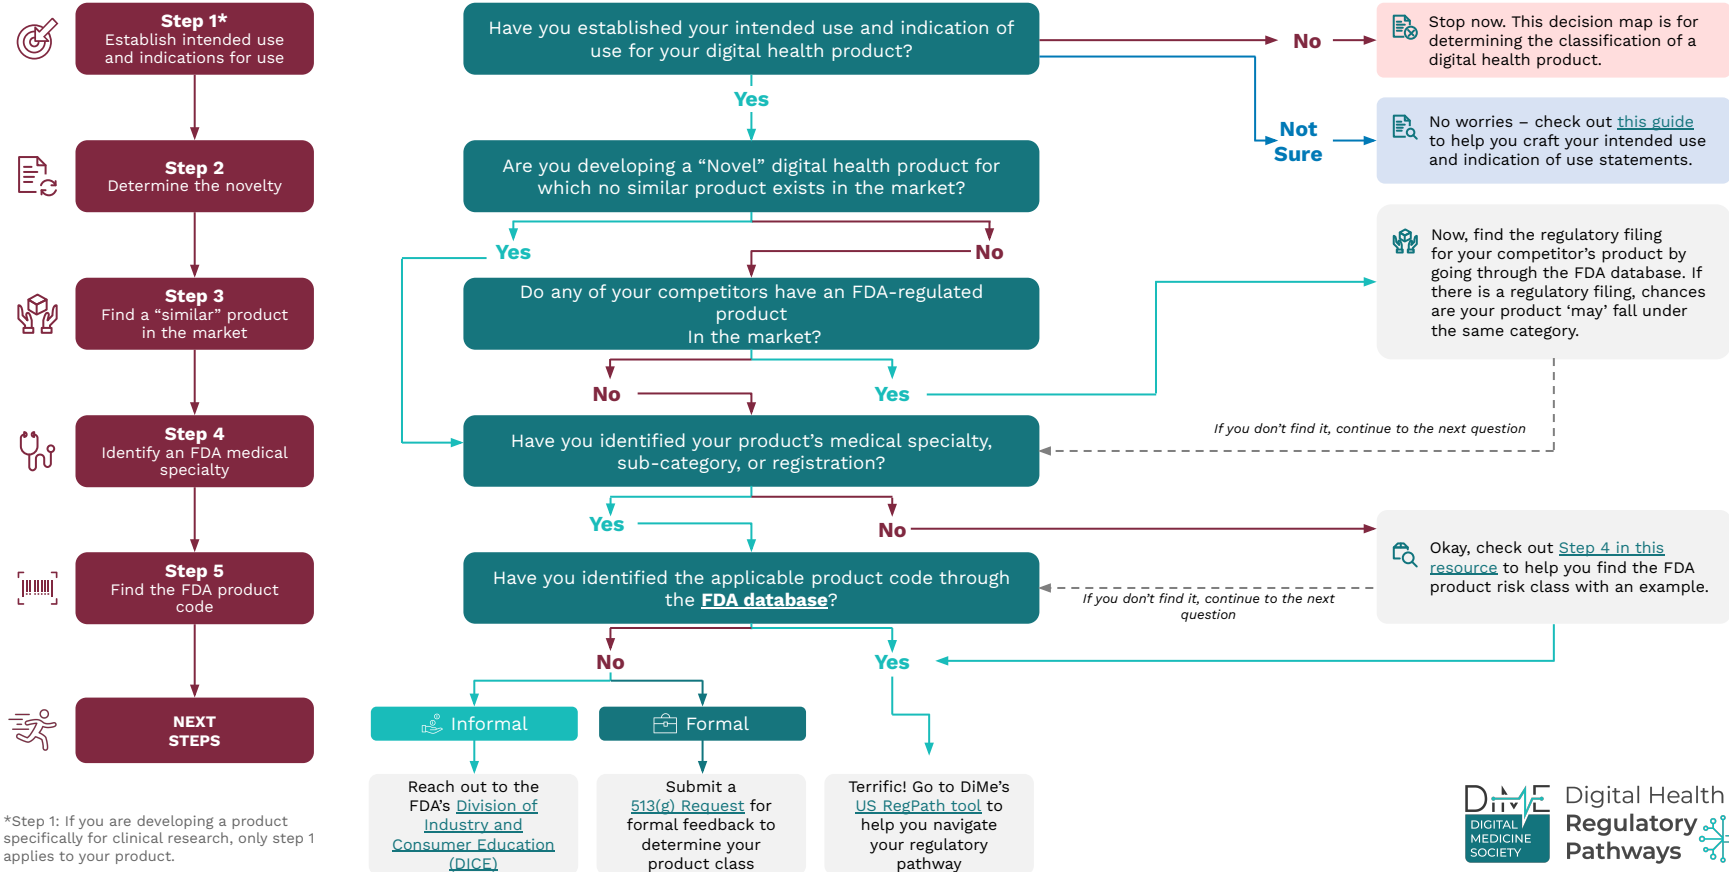 Step 1*
Establish intended use
and indications for use
Step 2
Determine the novelty
Step 3
Find a “similar” product
in the market
Step 4
Identify an FDA medical
specialty
Step 5
Find the FDA product
code
NEXT
STEPS
*Step 1: If you are developing a product
specifically for clinical research, only step 1
applies to your product.
Have you established your intended use and indication of
use for your digital health product?
No
Stop now. This decision map is for
determining the classification of a
digital health product.
Not
Sure
No worries – check out this guide
to help you craft your intended use
and indication of use statements.
Yes
Are you developing a “Novel” digital health product for
which no similar product exists in the market?
Yes
No
Do any of your competitors have an FDA-regulated
product
In the market?
No
Yes
Now, find the regulatory filing
for your competitor’s product by
going through the FDA database. If
there is a regulatory filing, chances
are your product ‘may’ fall under
the same category.
If you don’t find it, continue to the next question
Have you identified your product’s medical specialty,
sub-category, or registration?
Yes
No
Okay, check out Step 4 in this
resource to help you find the FDA
product risk class with an example.
If you don’t find it, continue to the next
question
Have you identified the applicable product code through
the FDA database?
No
Yes
Informal
Formal
Reach out to the
FDA’s Division of
Industry and
Consumer Education
(DICE)
Submit a
513(g) Request for
formal feedback to
determine your
product class
Terrific! Go to DiMe’s
US RegPath tool to
help you navigate
your regulatory
pathway
DiME
DIGITAL
MEDICINE
SOCIETY
Digital Health
Regulatory
Pathways